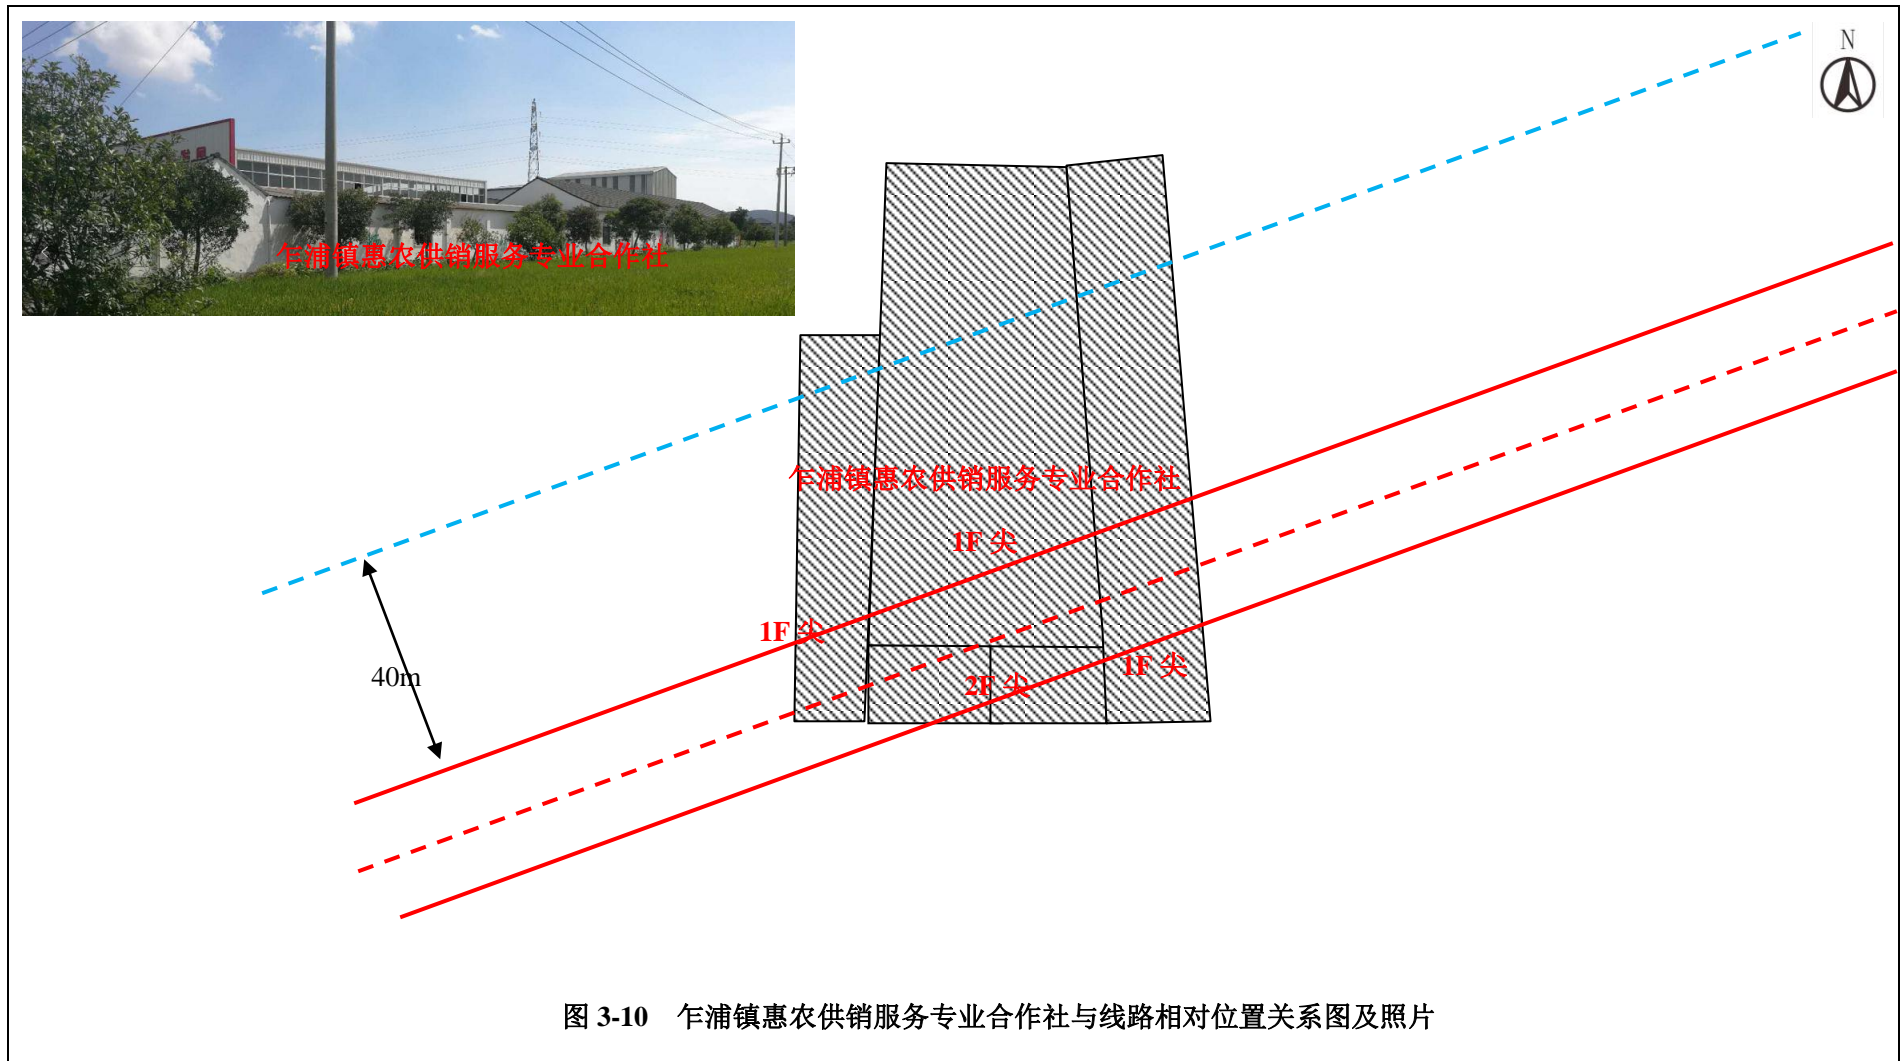 N
乍浦镇惠农供销服务专业合作社
乍浦镇惠农供销服务专业合作社
1F 尖
1F 尖
40m
1F 尖
2F 尖
图 3-10 乍浦镇惠农供销服务专业合作社与线路相对位置关系图及照片